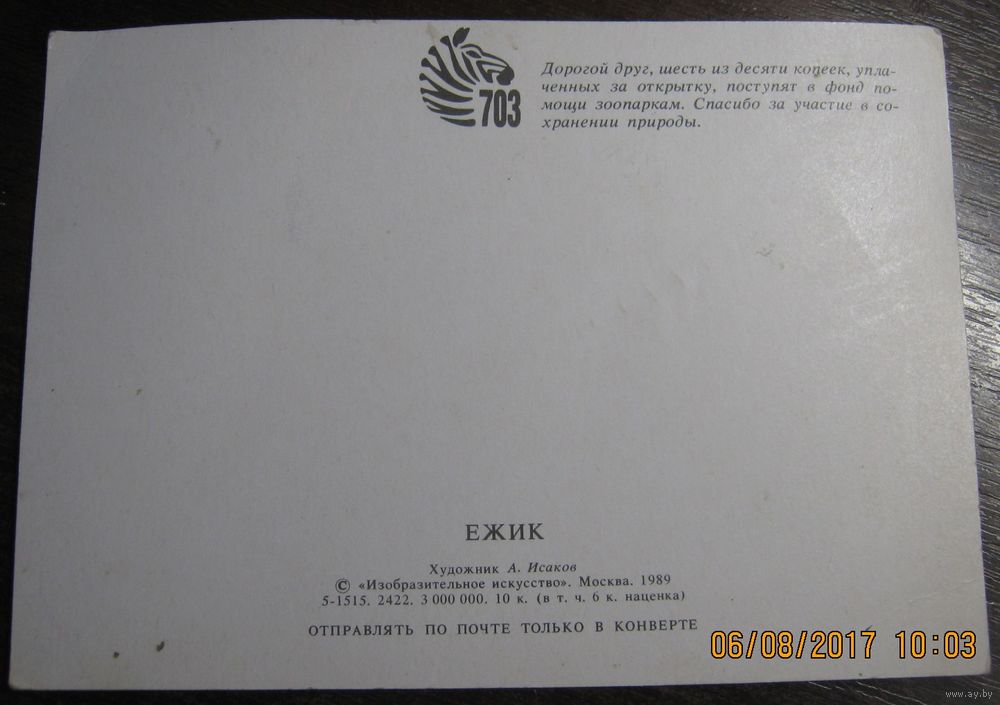 703
Дорогой друг, шесть из десяти копеек, упла-
ченных за открытку, поступят в фонд по-
мощи зоопаркам. Спасибо за участие в со-
хранении природы.
ЕЖИК
Художник А. Исаков
© «Изобразительное искусство». Москва. 1989
5-1515. 2422. 3 000 000. 10 к. (в т. ч. 6 к. наценка)
ОТПРАВЛЯТЬ ПО ПОЧТЕ ТОЛЬКО В КОНВЕРТЕ
06/08/2017 10:03
www.ay.by